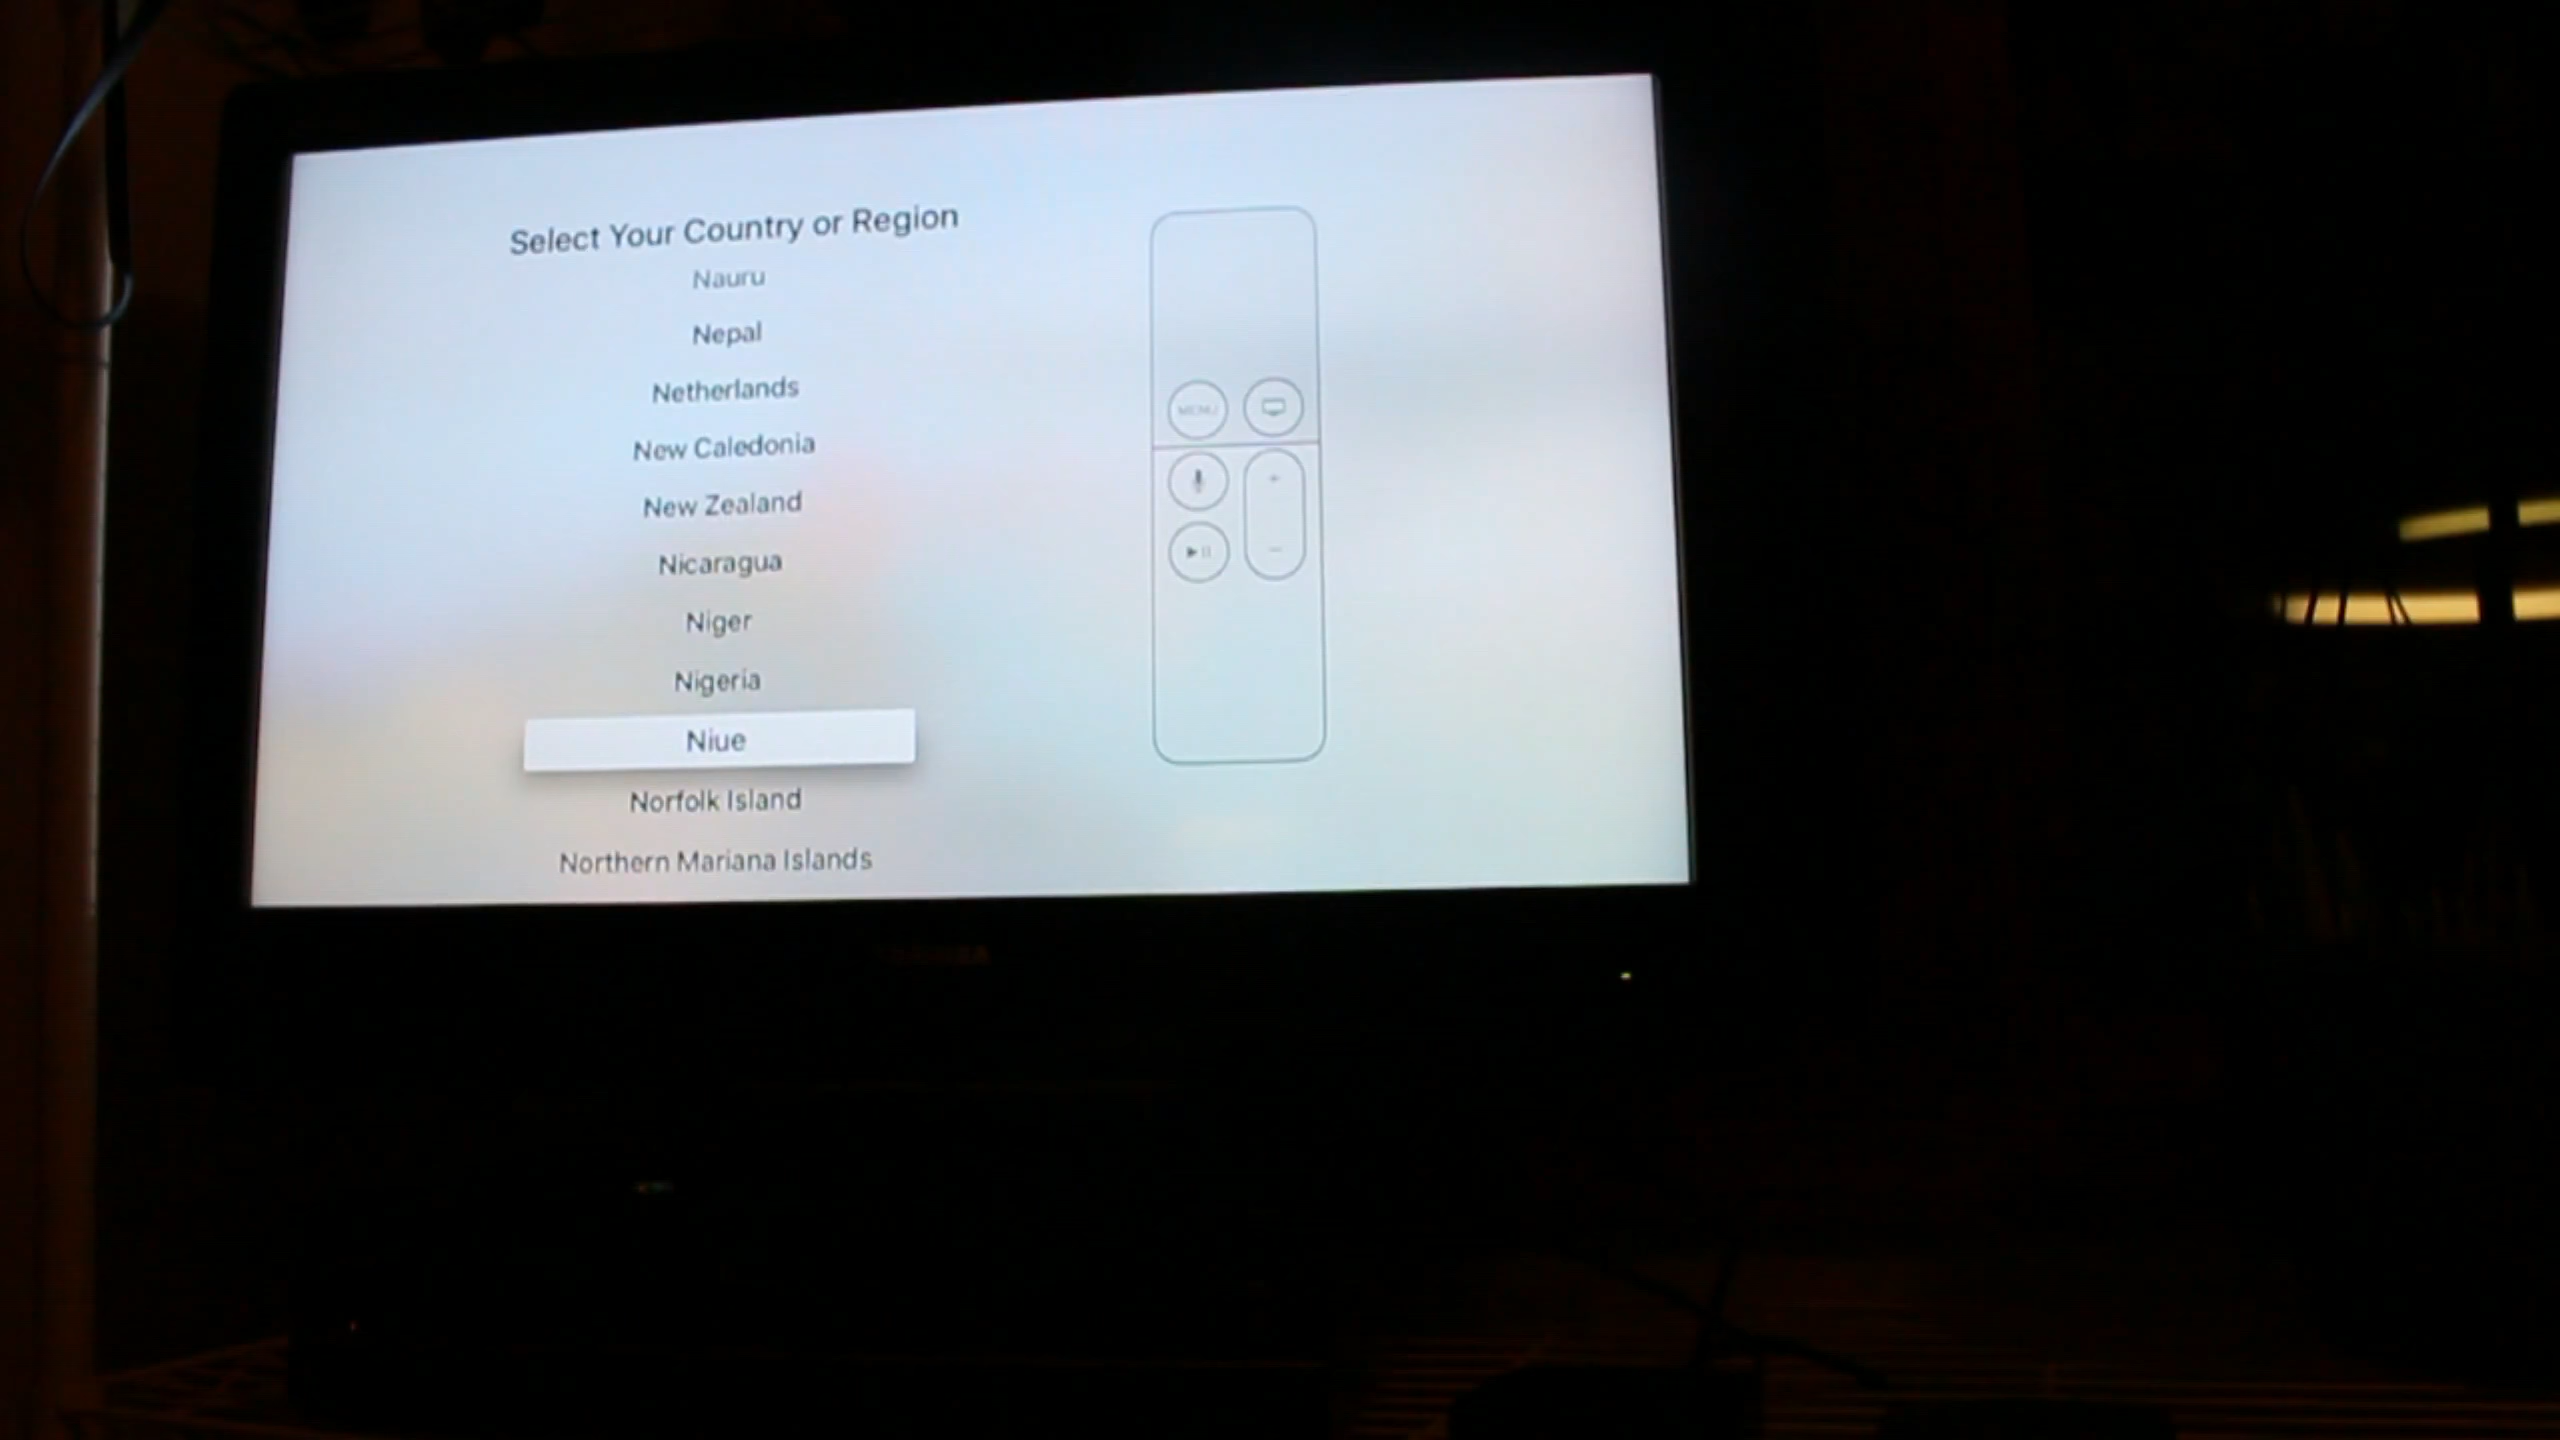 Select Your Country or Region
Nauru
Nepal
Netherlands
New Caledonia
New Zealand
Nicaragua
Niger
Nigeria
Niue
Norfolk Island
Northern Mariana Islands
MENU